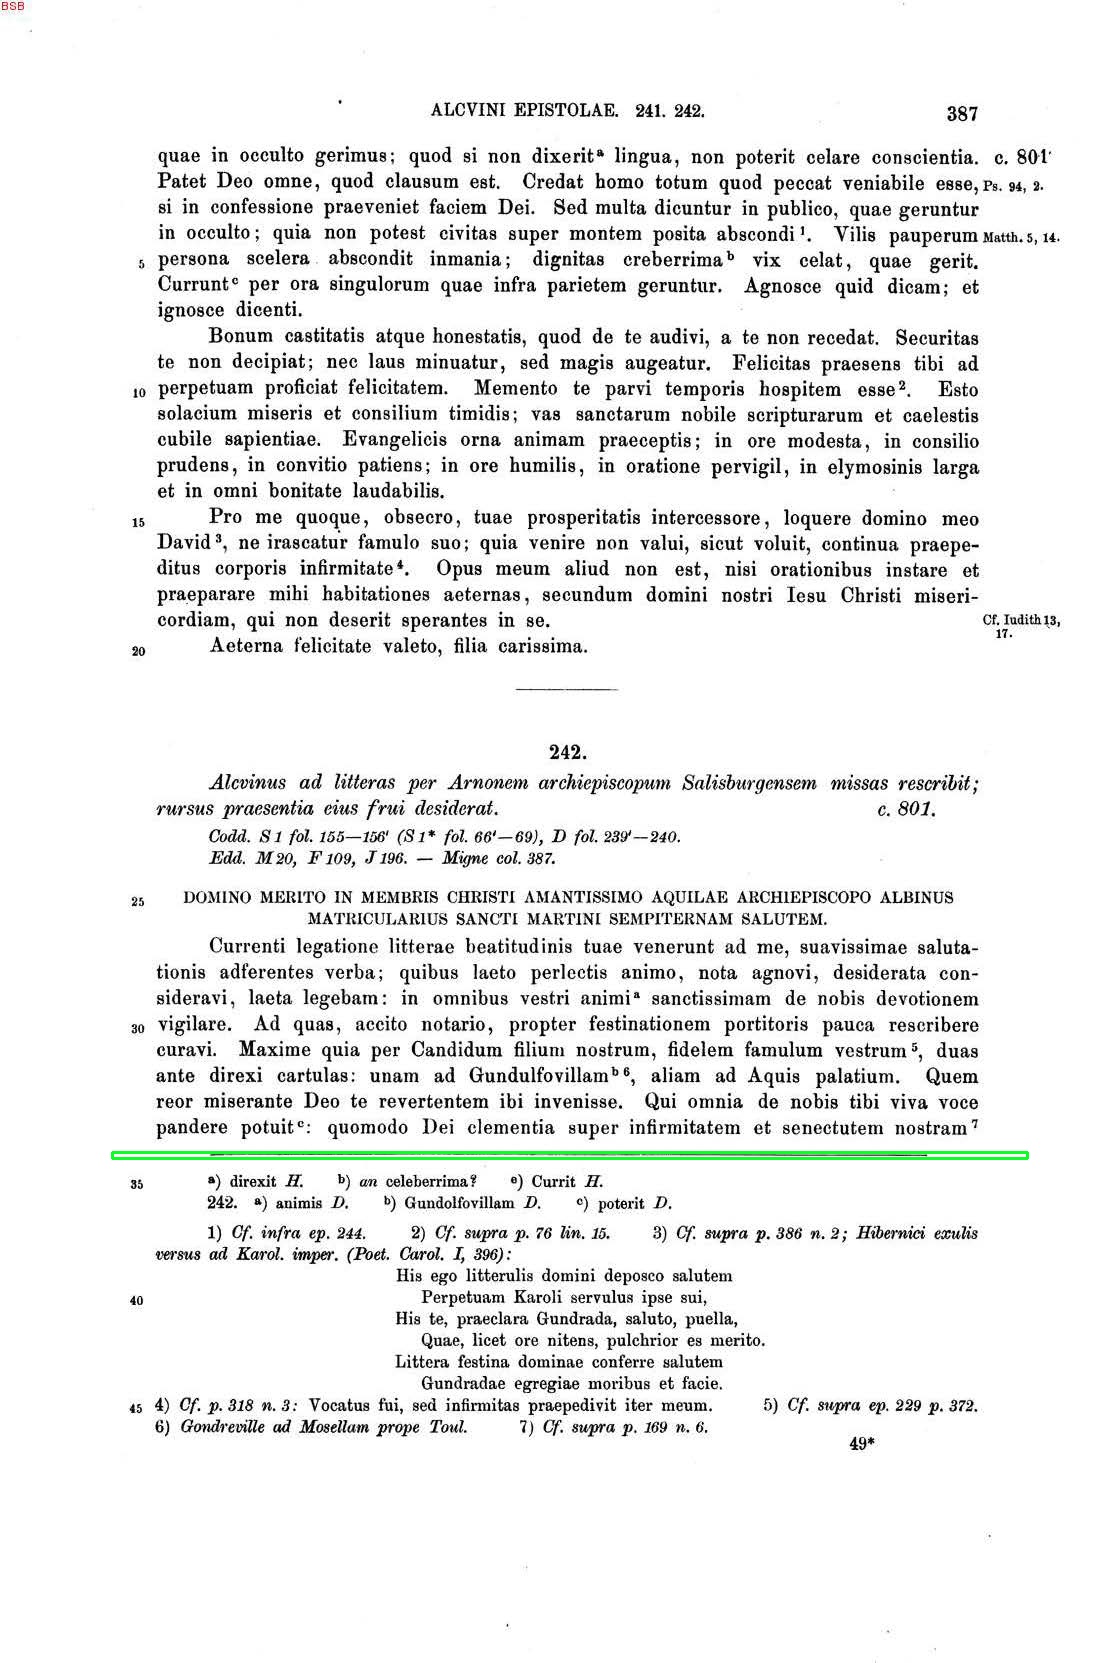 BSB
ALCVINI EPISTOLAE. 241. 242. 387
quae in occulto gerimus; quod si non dixeritᵃ lingua, non poterit celare conscientia. c. 801
Patet Deo omne, quod clausum est. Credat homo totum quod peccat veniabile esse, Ps. 94, 2.
si in confessione praeveniet faciem Dei. Sed multa dicuntur in publico, quae geruntur
in occulto; quia non potest civitas super montem posita abscondi¹. Vilis pauperum Matth. 5, 14.
5 persona scelera abscondit inmania; dignitas creberrimaᵇ vix celat, quae gerit.
Curruntᶜ per ora singulorum quae infra parietem geruntur. Agnosce quid dicam; et
ignosce dicenti.
Bonum castitatis atque honestatis, quod de te audivi, a te non recedat. Securitas
te non decipiat; nec laus minuatur, sed magis augeatur. Felicitas praesens tibi ad
10 perpetuam proficiat felicitatem. Memento te parvi temporis hospitem esse². Esto
solacium miseris et consilium timidis; vas sanctarum nobile scripturarum et caelestis
cubile sapientiae. Evangelicis orna animam praeceptis; in ore modesta, in consilio
prudens, in convitio patiens; in ore humilis, in oratione pervigil, in elymosinis larga
et in omni bonitate laudabilis.
15 Pro me quoque, obsecro, tuae prosperitatis intercessore, loquere domino meo
David³, ne irascatur famulo suo; quia venire non valui, sicut voluit, continua praepe-
ditus corporis infirmitate⁴. Opus meum aliud non est, nisi orationibus instare et
praeparare mihi habitationes aeternas, secundum domini nostri Iesu Christi miseri-
cordiam, qui non deserit sperantes in se. Cf. Iudith 13,
17.
20 Aeterna felicitate valeto, filia carissima.
242.
Alcvinus ad litteras per Arnonem archiepiscopum Salisburgensem missas rescribit;
rursus praesentia eius frui desiderat. c. 801.
Codd. S 1 fol. 155—156' (S 1* fol. 66'—69), D fol. 239'—240.
Edd. M 20, F 109, J 196. — Migne col. 387.
25 DOMINO MERITO IN MEMBRIS CHRISTI AMANTISSIMO AQUILAE ARCHIEPISCOPO ALBINUS
MATRICULARIUS SANCTI MARTINI SEMPITERNAM SALUTEM.
Currenti legatione litterae beatitudinis tuae venerunt ad me, suavissimae saluta-
tionis adferentes verba; quibus laeto perlectis animo, nota agnovi, desiderata con-
sideravi, laeta legebam: in omnibus vestri animiᵃ sanctissimam de nobis devotionem
30 vigilare. Ad quas, accito notario, propter festinationem portitoris pauca rescribere
curavi. Maxime quia per Candidum filium nostrum, fidelem famulum vestrum⁵, duas
ante direxi cartulas: unam ad Gundulfovillamᵇ ⁶, aliam ad Aquis palatium. Quem
reor miserante Deo te revertentem ibi invenisse. Qui omnia de nobis tibi viva voce
pandere potuitᶜ: quomodo Dei clementia super infirmitatem et senectutem nostram⁷
35 a) direxit H. b) an celeberrima? c) Currit H.
242. a) animis D. b) Gundolfovillam D. c) poterit D.
1) Cf. infra ep. 244. 2) Cf. supra p. 76 lin. 15. 3) Cf. supra p. 386 n. 2; Hibernici exulis
versus ad Karol. imper. (Poet. Carol. I, 396):
His ego litterulis domini deposco salutem
40 Perpetuam Karoli servulus ipse sui,
His te, praeclara Gundrada, saluto, puella,
Quae, licet ore nitens, pulchrior es merito.
Littera festina dominae conferre salutem
Gundradae egregiae moribus et facie.
45 4) Cf. p. 318 n. 3: Vocatus fui, sed infirmitas praepedivit iter meum. 5) Cf. supra ep. 229 p. 372.
6) Gondreville ad Mosellam prope Toul. 7) Cf. supra p. 169 n. 6.
49*